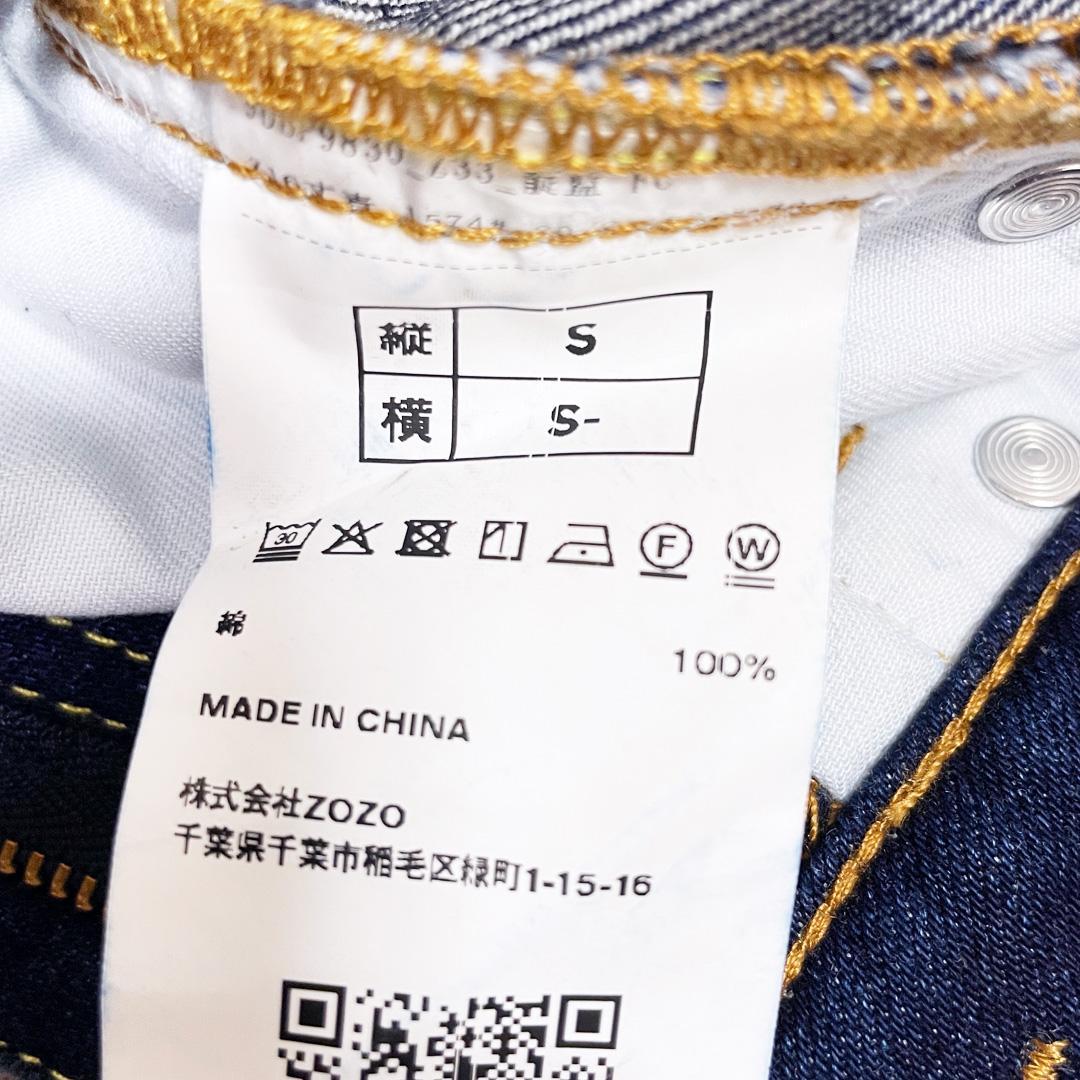 縦 S
横 S-
30 F W
綿
100%
MADE IN CHINA
株式会社ZOZO
千葉県千葉市稲毛区緑町1-15-16